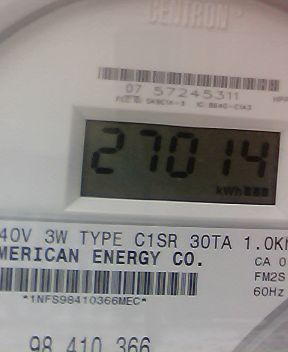 CENTRON
07 57245311
27014
kWh
40V 3W TYPE C1SR 30TA 1.0K
MERICAN ENERGY CO.
CA 0
FM2S
60Hz
*1NFS98410366MEC*
98 410 366